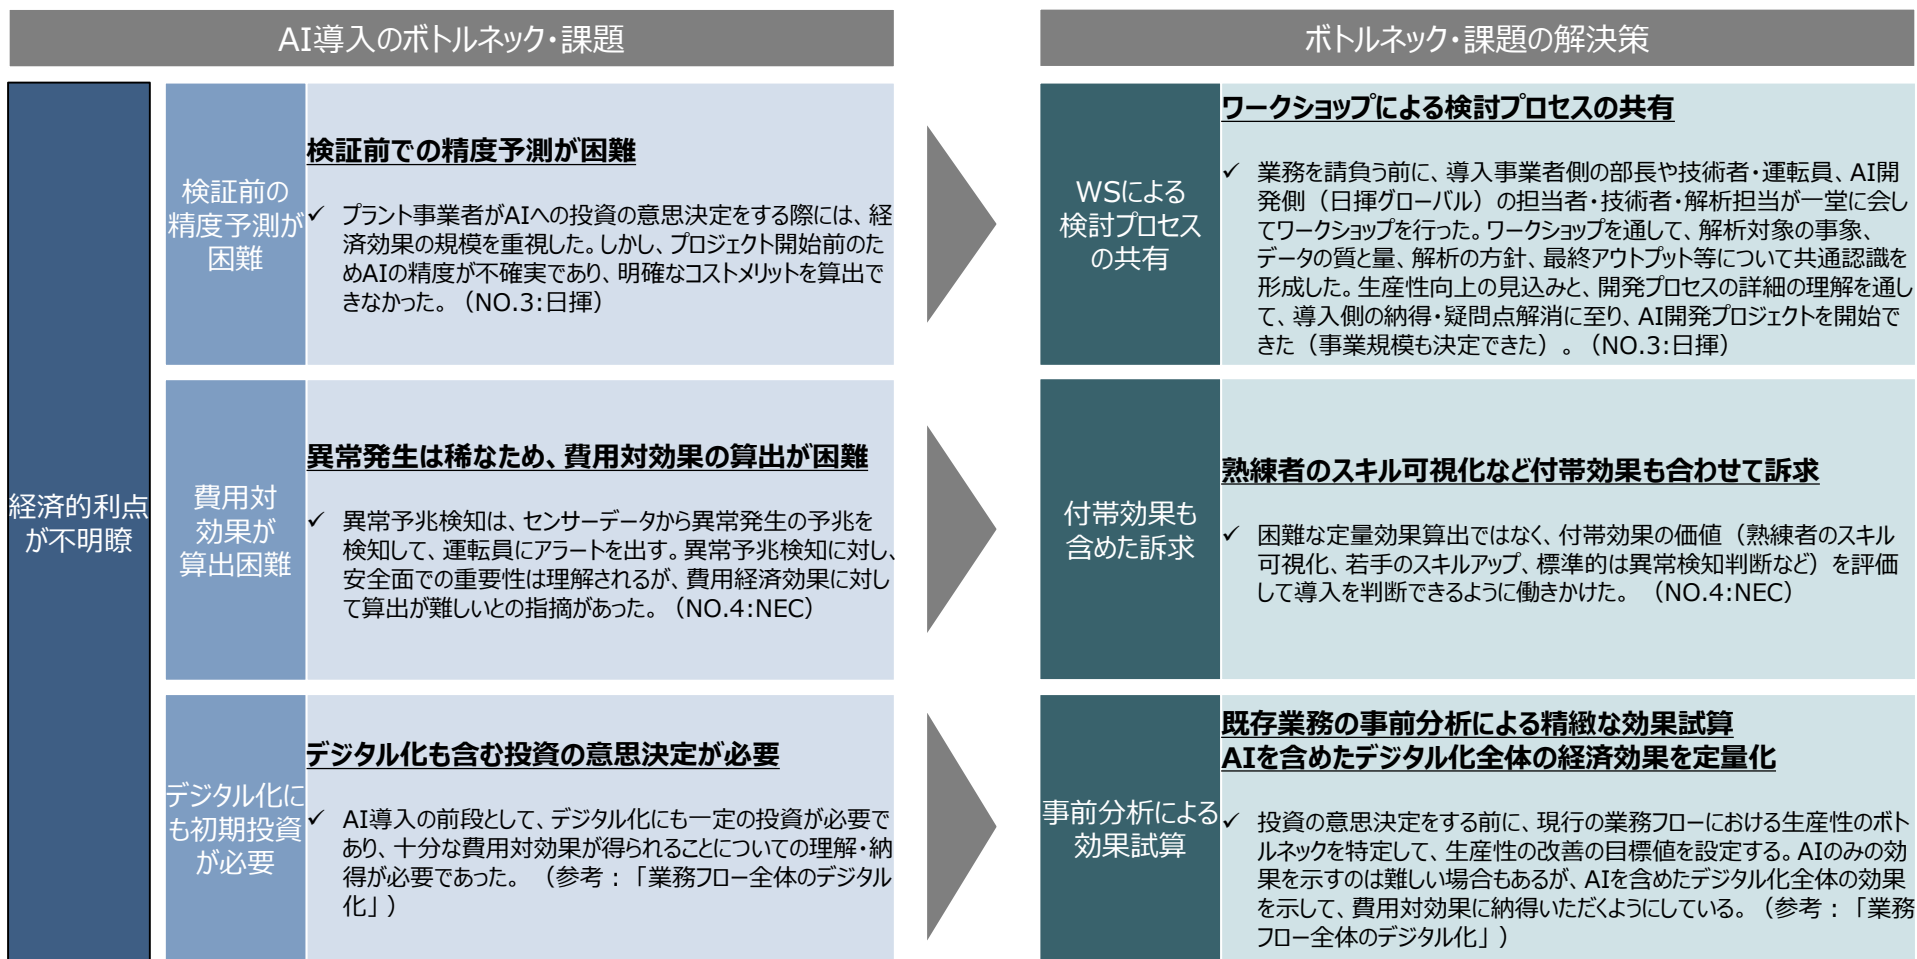 AI導入のボトルネック・課題
ボトルネック・課題の解決策
経済的利点
が不明瞭
検証前の
精度予測が
困難
検証前での精度予測が困難
✓ プラント事業者がAIへの投資の意思決定をする際には、経
済効果の規模を重視した。しかし、プロジェクト開始前のた
めAIの精度が不確実であり、明確なコストメリットを算出で
きなかった。（NO.3:日揮）
WSによる
検討プロセス
の共有
ワークショップによる検討プロセスの共有
✓ 業務を請負う前に、導入事業者側の部長や技術者・運転員、AI開
発側（日揮グローバル）の担当者・技術者・解析担当が一堂に会し
てワークショップを行った。ワークショップを通して、解析対象の事象、
データの質と量、解析の方針、最終アウトプット等について共通認識を
形成した。生産性向上の見込みと、開発プロセスの詳細の理解を通し
て、導入側の納得・疑問点解消に至り、AI開発プロジェクトを開始で
きた（事業規模も決定できた）。（NO.3:日揮）
費用対
効果が
算出困難
異常発生は稀なため、費用対効果の算出が困難
✓ 異常予兆検知は、センサーデータから異常発生の予兆を
検知して、運転員にアラートを出す。異常予兆検知に対し、
安全面での重要性は理解されるが、費用経済効果に対し
て算出が難しいとの指摘があった。（NO.4:NEC）
付帯効果も
含めた訴求
熟練者のスキル可視化など付帯効果も合わせて訴求
✓ 困難な定量効果算出ではなく、付帯効果の価値（熟練者のスキル
可視化、若手のスキルアップ、標準的は異常検知判断など）を評価
して導入を判断できるように働きかけた。（NO.4:NEC）
デジタル化に
も初期投資
が必要
デジタル化も含む投資の意思決定が必要
✓ AI導入の前段として、デジタル化にも一定の投資が必要で
あり、十分な費用対効果が得られることについての理解・納
得が必要であった。（参考：「業務フロー全体のデジタル
化」）
事前分析による
効果試算
既存業務の事前分析による精緻な効果試算
AIを含めたデジタル化全体の経済効果を定量化
✓ 投資の意思決定をする前に、現行の業務フローにおける生産性のボト
ルネックを特定して、生産性の改善の目標値を設定する。AIのみの効
果を示すのは難しい場合もあるが、AIを含めたデジタル化全体の効果
を示して、費用対効果に納得いただくようにしている。（参考：「業務
フロー全体のデジタル化」）